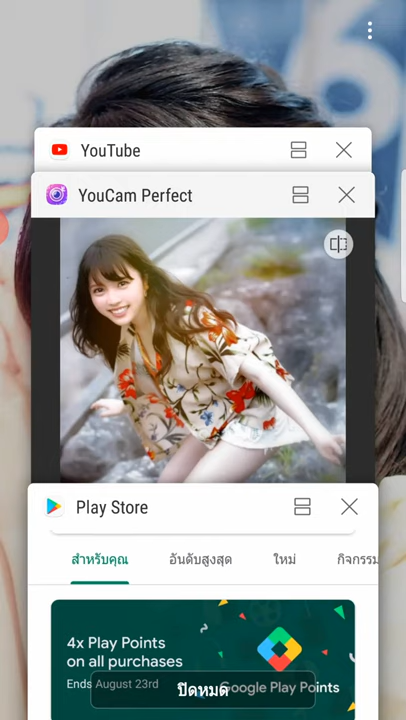 YouTube
YouCam Perfect
Play Store
สำหรับคุณ อันดับสูงสุด ใหม่ กิจกรรม
4x Play Points
on all purchases
Ends August 23rd
ปิดหมด
Google Play Points